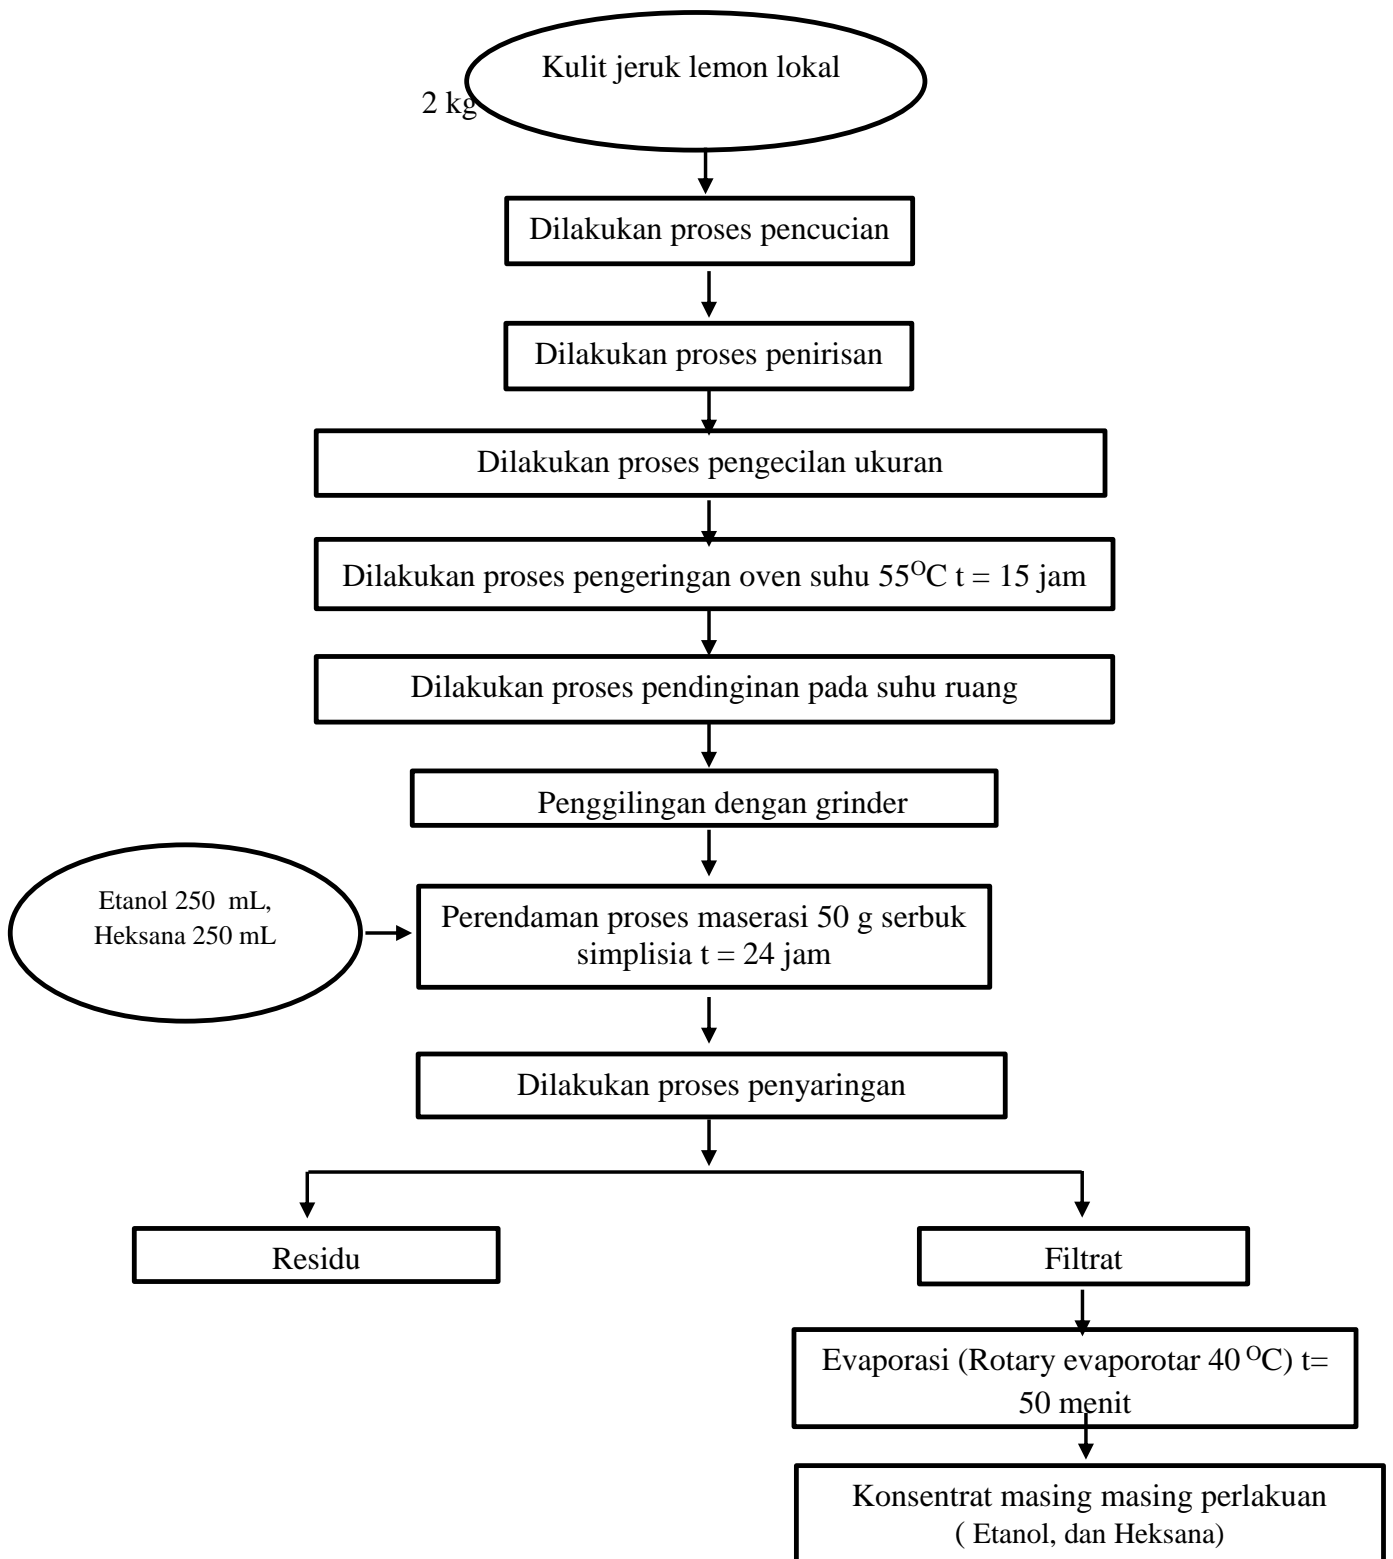 Kulit jeruk lemon lokal
2 kg
Dilakukan proses pencucian
Dilakukan proses penirisan
Dilakukan proses pengecilan ukuran
Dilakukan proses pengeringan oven suhu 55ᴼC t = 15 jam
Dilakukan proses pendinginan pada suhu ruang
Penggilingan dengan grinder
Etanol 250 mL,
Heksana 250 mL
Perendaman proses maserasi 50 g serbuk
simplisia t = 24 jam
Dilakukan proses penyaringan
Residu
Filtrat
Evaporasi (Rotary evaporotar 40 ᴼC) t=
50 menit
Konsentrat masing masing perlakuan
( Etanol, dan Heksana)